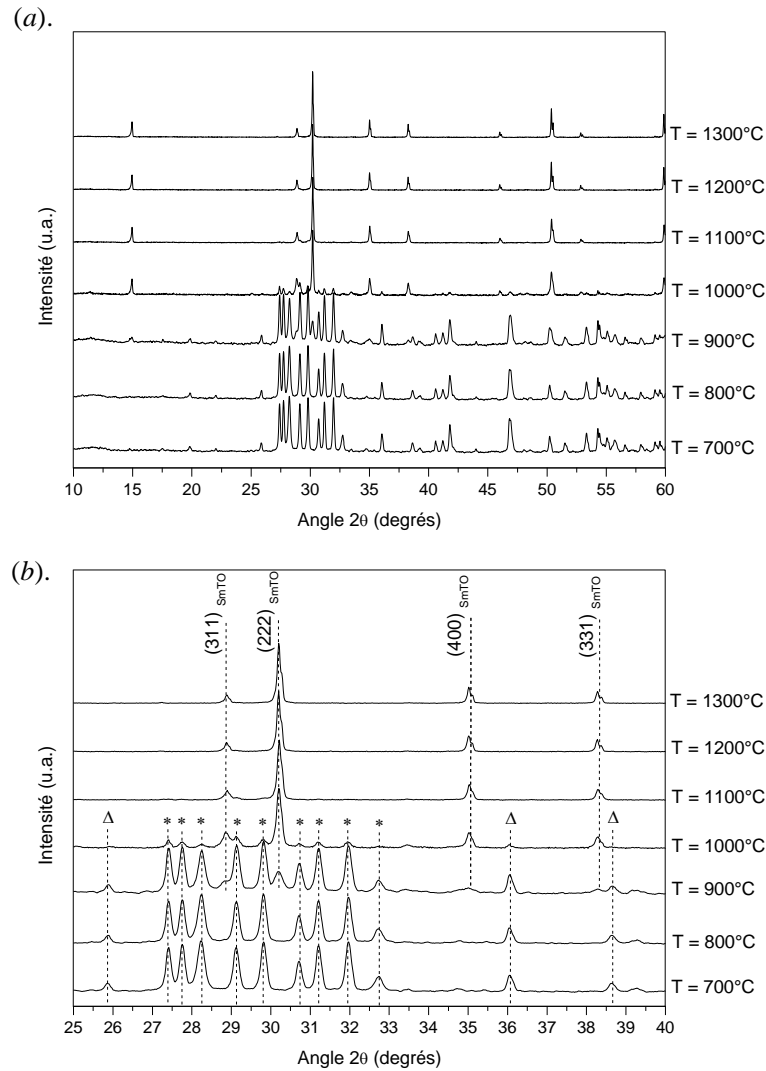 (a).
T = 1300°C
T = 1200°C
T = 1100°C
T = 1000°C
T = 900°C
T = 800°C
T = 700°C
Intensité (u.a.)
10 15 20 25 30 35 40 45 50 55 60
Angle 2θ (degrés)
(b).
(311) SmTO
(222) SmTO
(400) SmTO
(331) SmTO
T = 1300°C
T = 1200°C
T = 1100°C
Δ * * * * * * * * * Δ Δ
T = 1000°C
T = 900°C
T = 800°C
T = 700°C
Intensité (u.a.)
25 26 27 28 29 30 31 32 33 34 35 36 37 38 39 40
Angle 2θ (degrés)